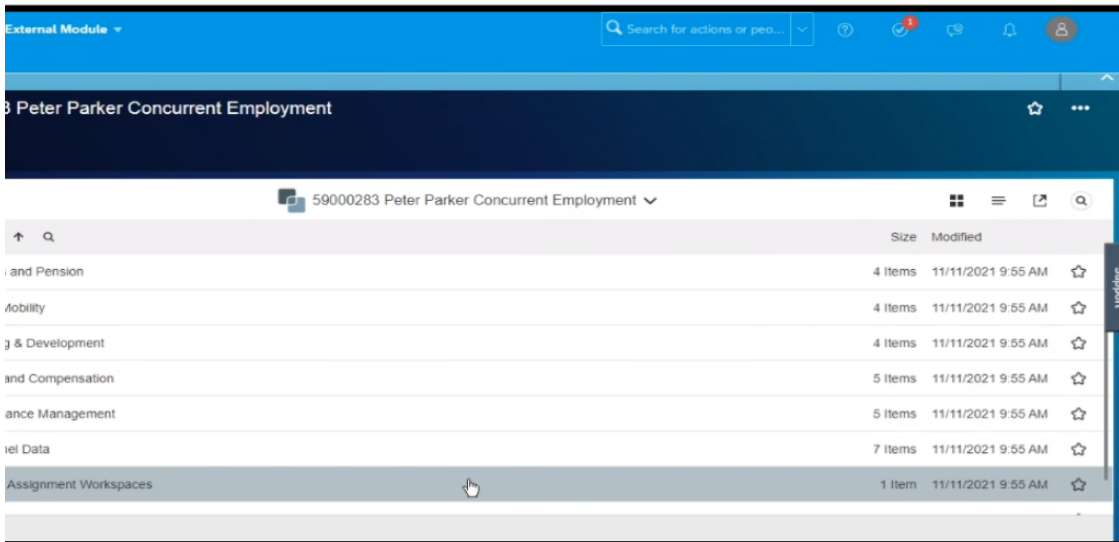 External Module
Search for actions or peo...
1
3 Peter Parker Concurrent Employment
59000283 Peter Parker Concurrent Employment
Size Modified
and Pension 4 Items 11/11/2021 9:55 AM
Mobility 4 Items 11/11/2021 9:55 AM
g & Development 4 Items 11/11/2021 9:55 AM
and Compensation 5 Items 11/11/2021 9:55 AM
ance Management 5 Items 11/11/2021 9:55 AM
nel Data 7 Items 11/11/2021 9:55 AM
Assignment Workspaces 1 Item 11/11/2021 9:55 AM